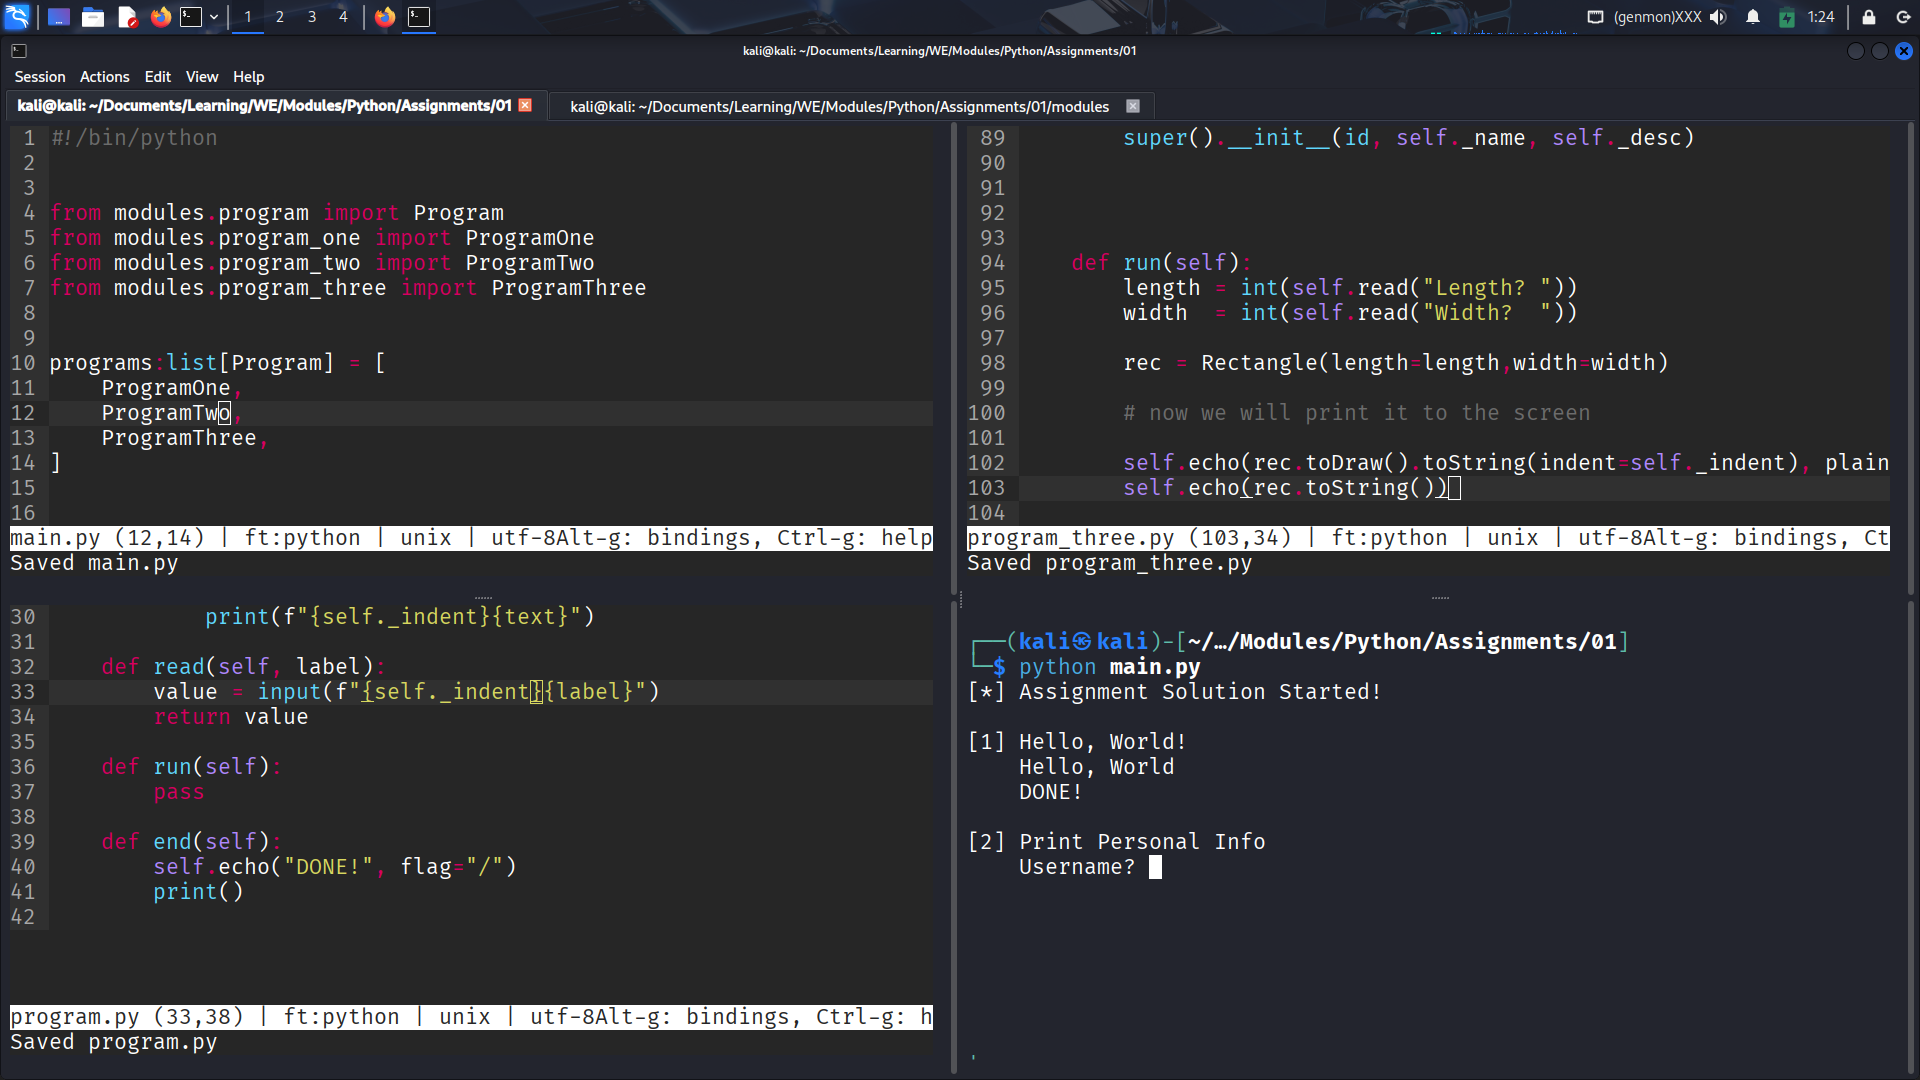 1 2 3 4 (genmon)XXX 1:24
kali@kali: ~/Documents/Learning/WE/Modules/Python/Assignments/01
Session Actions Edit View Help
kali@kali: ~/Documents/Learning/WE/Modules/Python/Assignments/01
kali@kali: ~/Documents/Learning/WE/Modules/Python/Assignments/01/modules
1 #!/bin/python
2
3
4 from modules.program import Program
5 from modules.program_one import ProgramOne
6 from modules.program_two import ProgramTwo
7 from modules.program_three import ProgramThree
8
9
10 programs:list[Program] = [
11     ProgramOne,
12     ProgramTwo,
13     ProgramThree,
14 ]
15
16
main.py (12,14) | ft:python | unix | utf-8Alt-g: bindings, Ctrl-g: help
Saved main.py
89         super().__init__(id, self._name, self._desc)
90
91
92
93
94     def run(self):
95         length = int(self.read("Length? "))
96         width  = int(self.read("Width?  "))
97
98         rec = Rectangle(length=length,width=width)
99
100         # now we will print it to the screen
101
102         self.echo(rec.toDraw().toString(indent=self._indent), plain
103         self.echo(rec.toString())
104
program_three.py (103,34) | ft:python | unix | utf-8Alt-g: bindings, Ct
Saved program_three.py
30             print(f"{self._indent}{text}")
31
32     def read(self, label):
33         value = input(f"{self._indent}{label}")
34         return value
35
36     def run(self):
37         pass
38
39     def end(self):
40         self.echo("DONE!", flag="/")
41         print()
42
program.py (33,38) | ft:python | unix | utf-8Alt-g: bindings, Ctrl-g: h
Saved program.py
┌──(kali㉿kali)-[~/…/Modules/Python/Assignments/01]
└─$ python main.py
[*] Assignment Solution Started!
[1] Hello, World!
    Hello, World
    DONE!
[2] Print Personal Info
    Username?
'